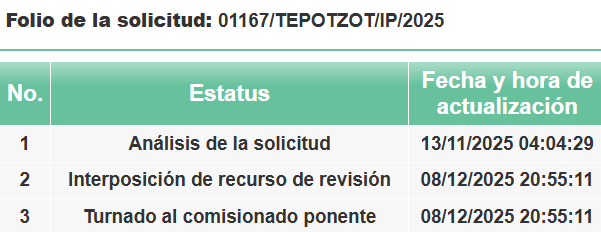 Folio de la solicitud: 01167/TEPOTZOT/IP/2025
No. Estatus Fecha y hora de actualización
1 Análisis de la solicitud 13/11/2025 04:04:29
2 Interposición de recurso de revisión 08/12/2025 20:55:11
3 Turnado al comisionado ponente 08/12/2025 20:55:11